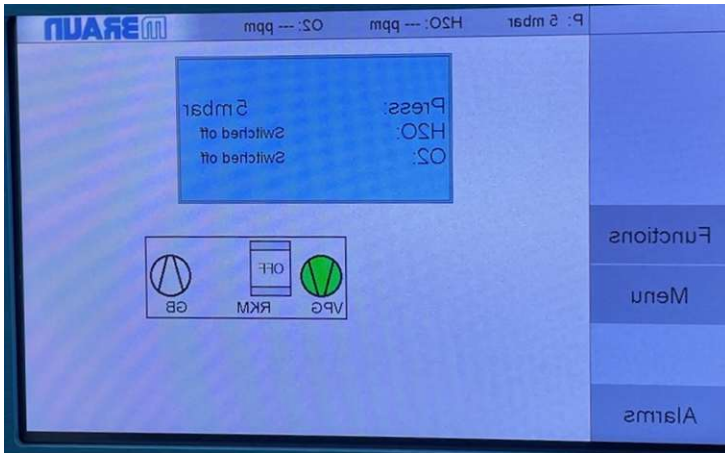 P: 5 mbar H2O: --- ppm O2: --- ppm MBRAUN
Press: 5 mbar
H2O: Switched off
O2: Switched off
Functions
Menu
Alarms
OFF
VPG RKM GB